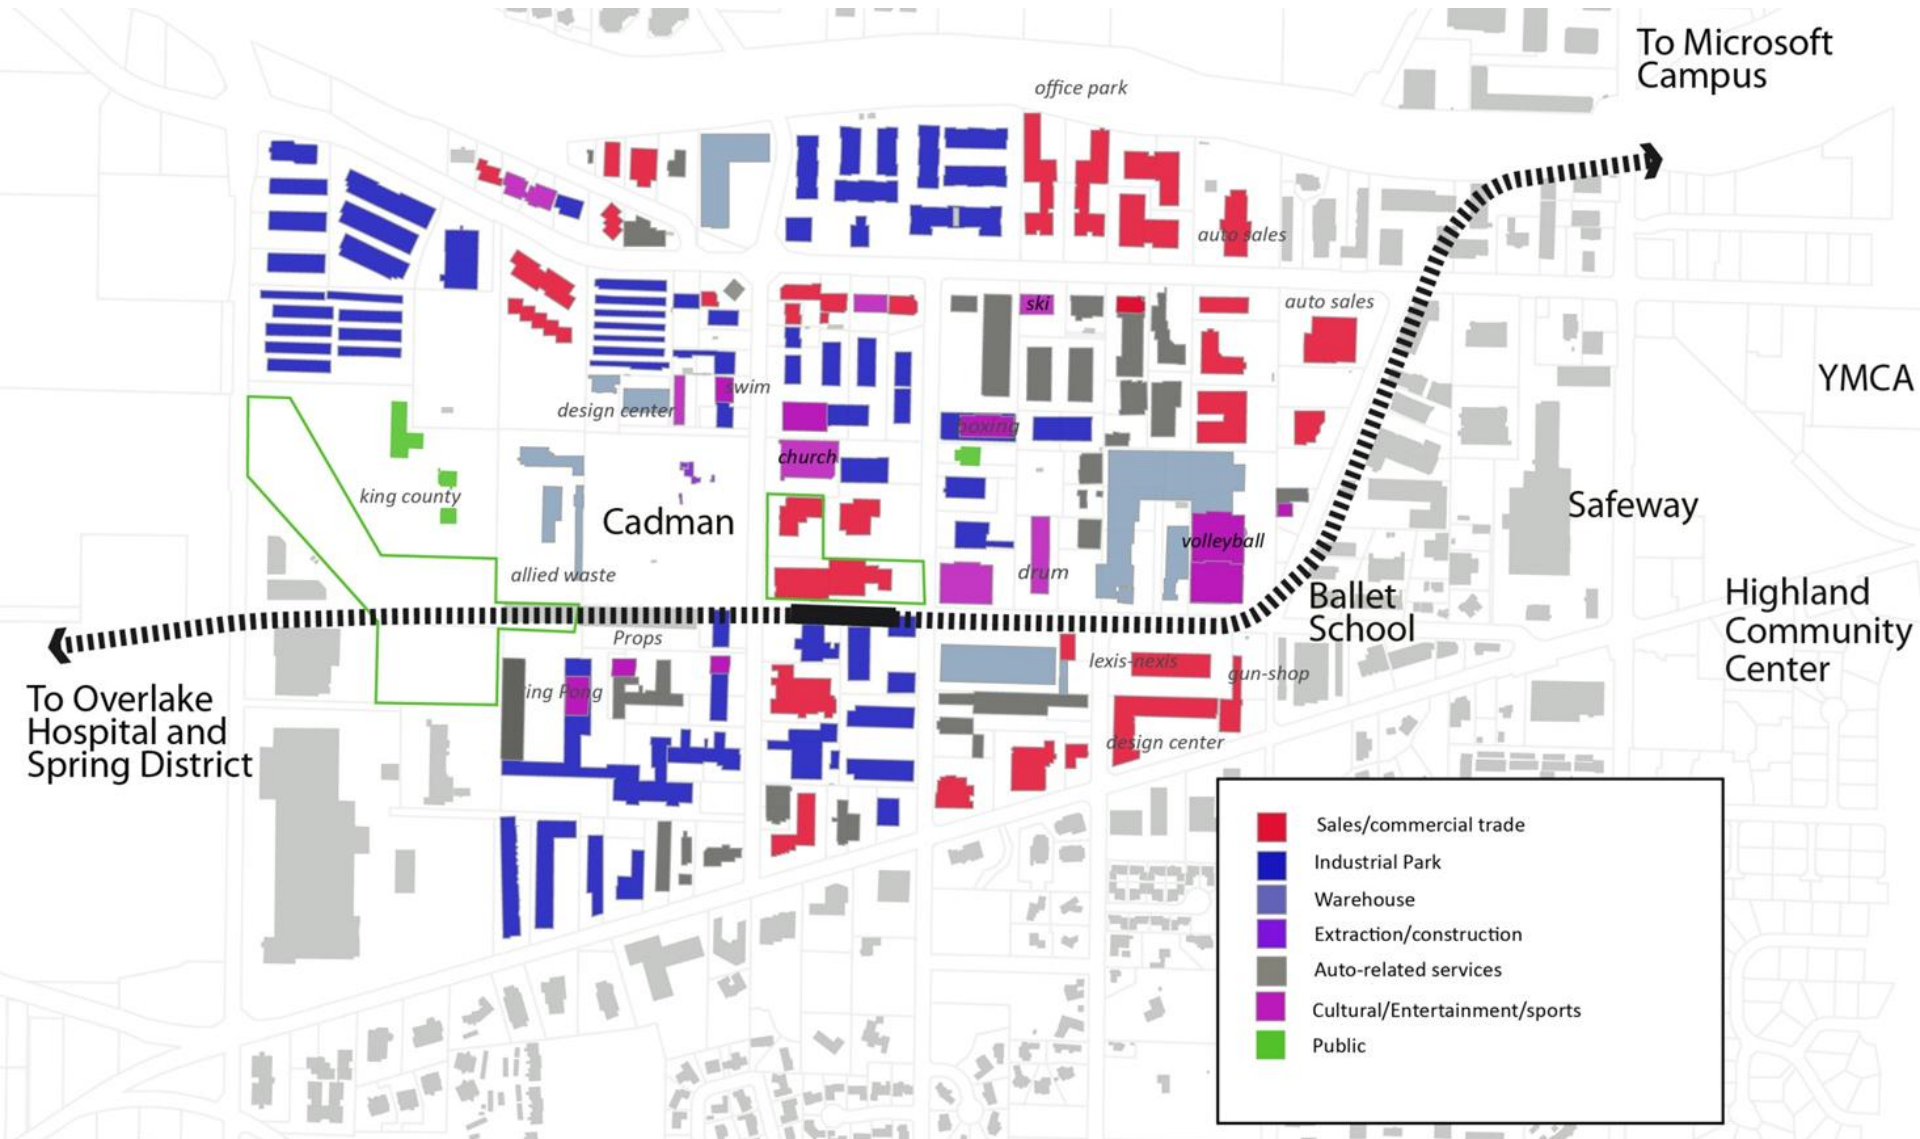 To Microsoft
Campus
office park
auto sales
auto sales
ski
YMCA
swim
design center
boxing
church
king county
Cadman
Safeway
volleyball
allied waste
drum
Ballet
School
Highland
Community
Center
Props
lexis-nexis
gun-shop
ing Pong
To Overlake
Hospital and
Spring District
design center
Sales/commercial trade
Industrial Park
Warehouse
Extraction/construction
Auto-related services
Cultural/Entertainment/sports
Public